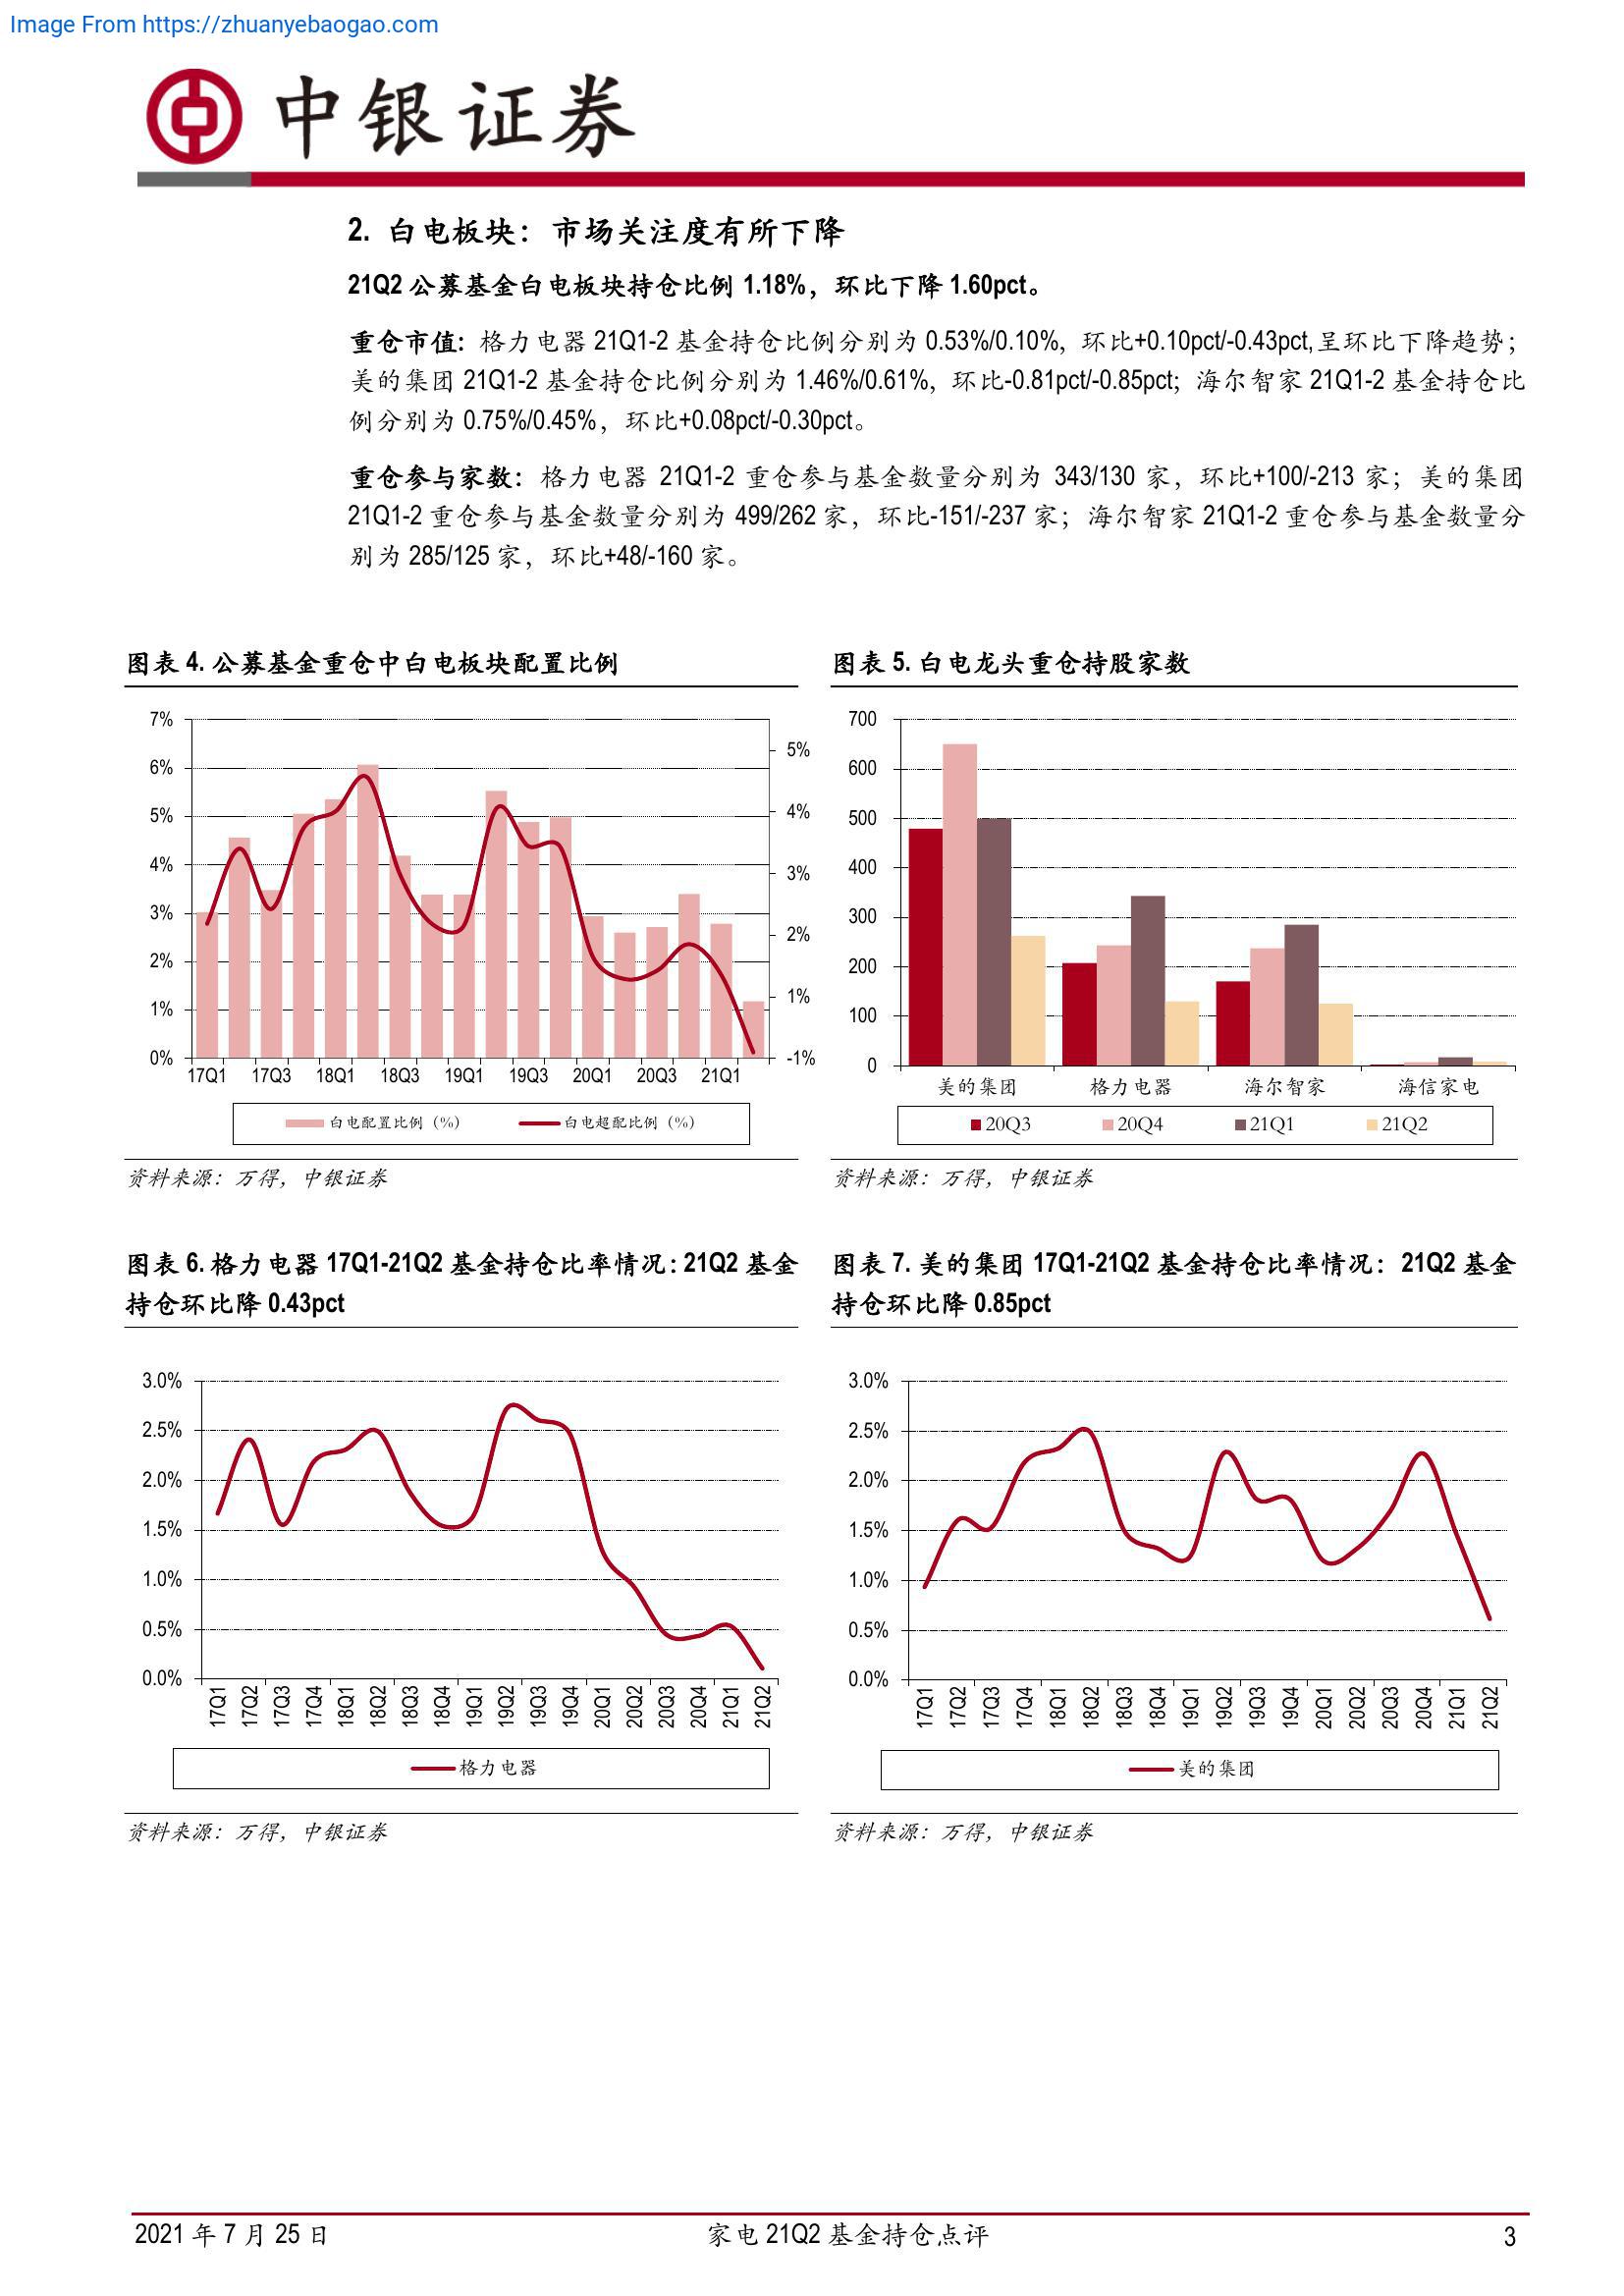 Image From https://zhuanyebaogao.com
中银证券
2. 白电板块：市场关注度有所下降
21Q2 公募基金白电板块持仓比例 1.18%，环比下降 1.60pct。
重仓市值: 格力电器 21Q1-2 基金持仓比例分别为 0.53%/0.10%, 环比+0.10pct/-0.43pct,呈环比下降趋势；
美的集团 21Q1-2 基金持仓比例分别为 1.46%/0.61%, 环比-0.81pct/-0.85pct; 海尔智家 21Q1-2 基金持仓比
例分别为 0.75%/0.45%，环比+0.08pct/-0.30pct。
重仓参与家数：格力电器 21Q1-2 重仓参与基金数量分别为 343/130 家，环比+100/-213 家；美的集团
21Q1-2 重仓参与基金数量分别为 499/262 家，环比-151/-237 家；海尔智家 21Q1-2 重仓参与基金数量分
别为 285/125 家，环比+48/-160 家。
图表 4. 公募基金重仓中白电板块配置比例
7%
6%
5%
4%
3%
2%
1%
0%
5%
4%
3%
2%
1%
-1%
17Q1 17Q3 18Q1 18Q3 19Q1 19Q3 20Q1 20Q3 21Q1
白电配置比例（%） 白电超配比例（%）
资料来源：万得，中银证券
图表 5. 白电龙头重仓持股家数
700
600
500
400
300
200
100
0
美的集团 格力电器 海尔智家 海信家电
20Q3 20Q4 21Q1 21Q2
资料来源：万得，中银证券
图表 6. 格力电器 17Q1-21Q2 基金持仓比率情况：21Q2 基金
持仓环比降 0.43pct
3.0%
2.5%
2.0%
1.5%
1.0%
0.5%
0.0%
17Q1 17Q2 17Q3 17Q4 18Q1 18Q2 18Q3 18Q4 19Q1 19Q2 19Q3 19Q4 20Q1 20Q2 20Q3 20Q4 21Q1 21Q2
格力电器
资料来源：万得，中银证券
图表 7. 美的集团 17Q1-21Q2 基金持仓比率情况：21Q2 基金
持仓环比降 0.85pct
3.0%
2.5%
2.0%
1.5%
1.0%
0.5%
0.0%
17Q1 17Q2 17Q3 17Q4 18Q1 18Q2 18Q3 18Q4 19Q1 19Q2 19Q3 19Q4 20Q1 20Q2 20Q3 20Q4 21Q1 21Q2
美的集团
资料来源：万得，中银证券
2021 年 7 月 25 日 家电 21Q2 基金持仓点评 3